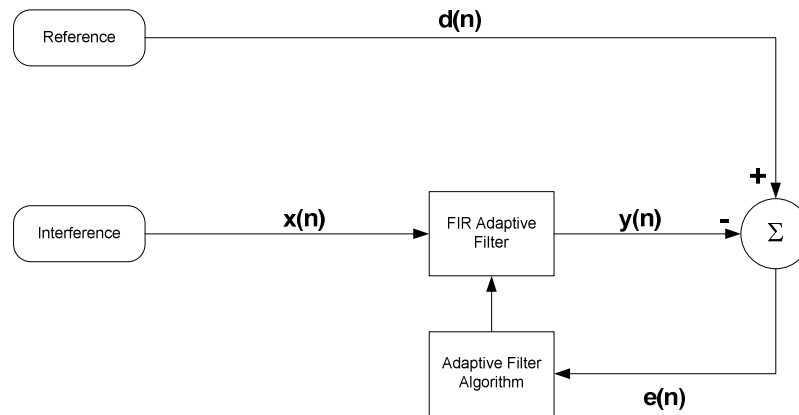 d(n)
Reference
+
Interference
x(n)
FIR Adaptive
Filter
y(n)
-
Σ
Adaptive Filter
Algorithm
e(n)